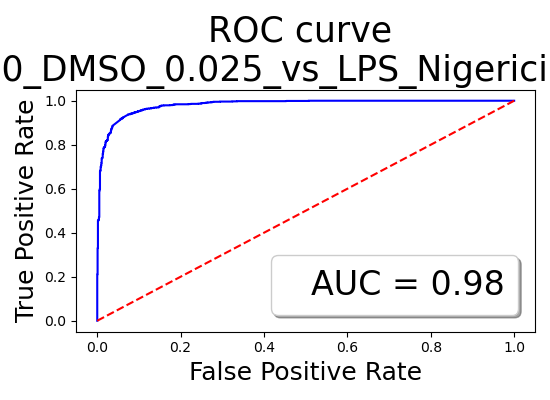 ROC curve
0_DMSO_0.025_vs_LPS_Nigerici
1.0
0.8
0.6
0.4
0.2
0.0
True Positive Rate
AUC = 0.98
0.0 0.2 0.4 0.6 0.8 1.0
False Positive Rate